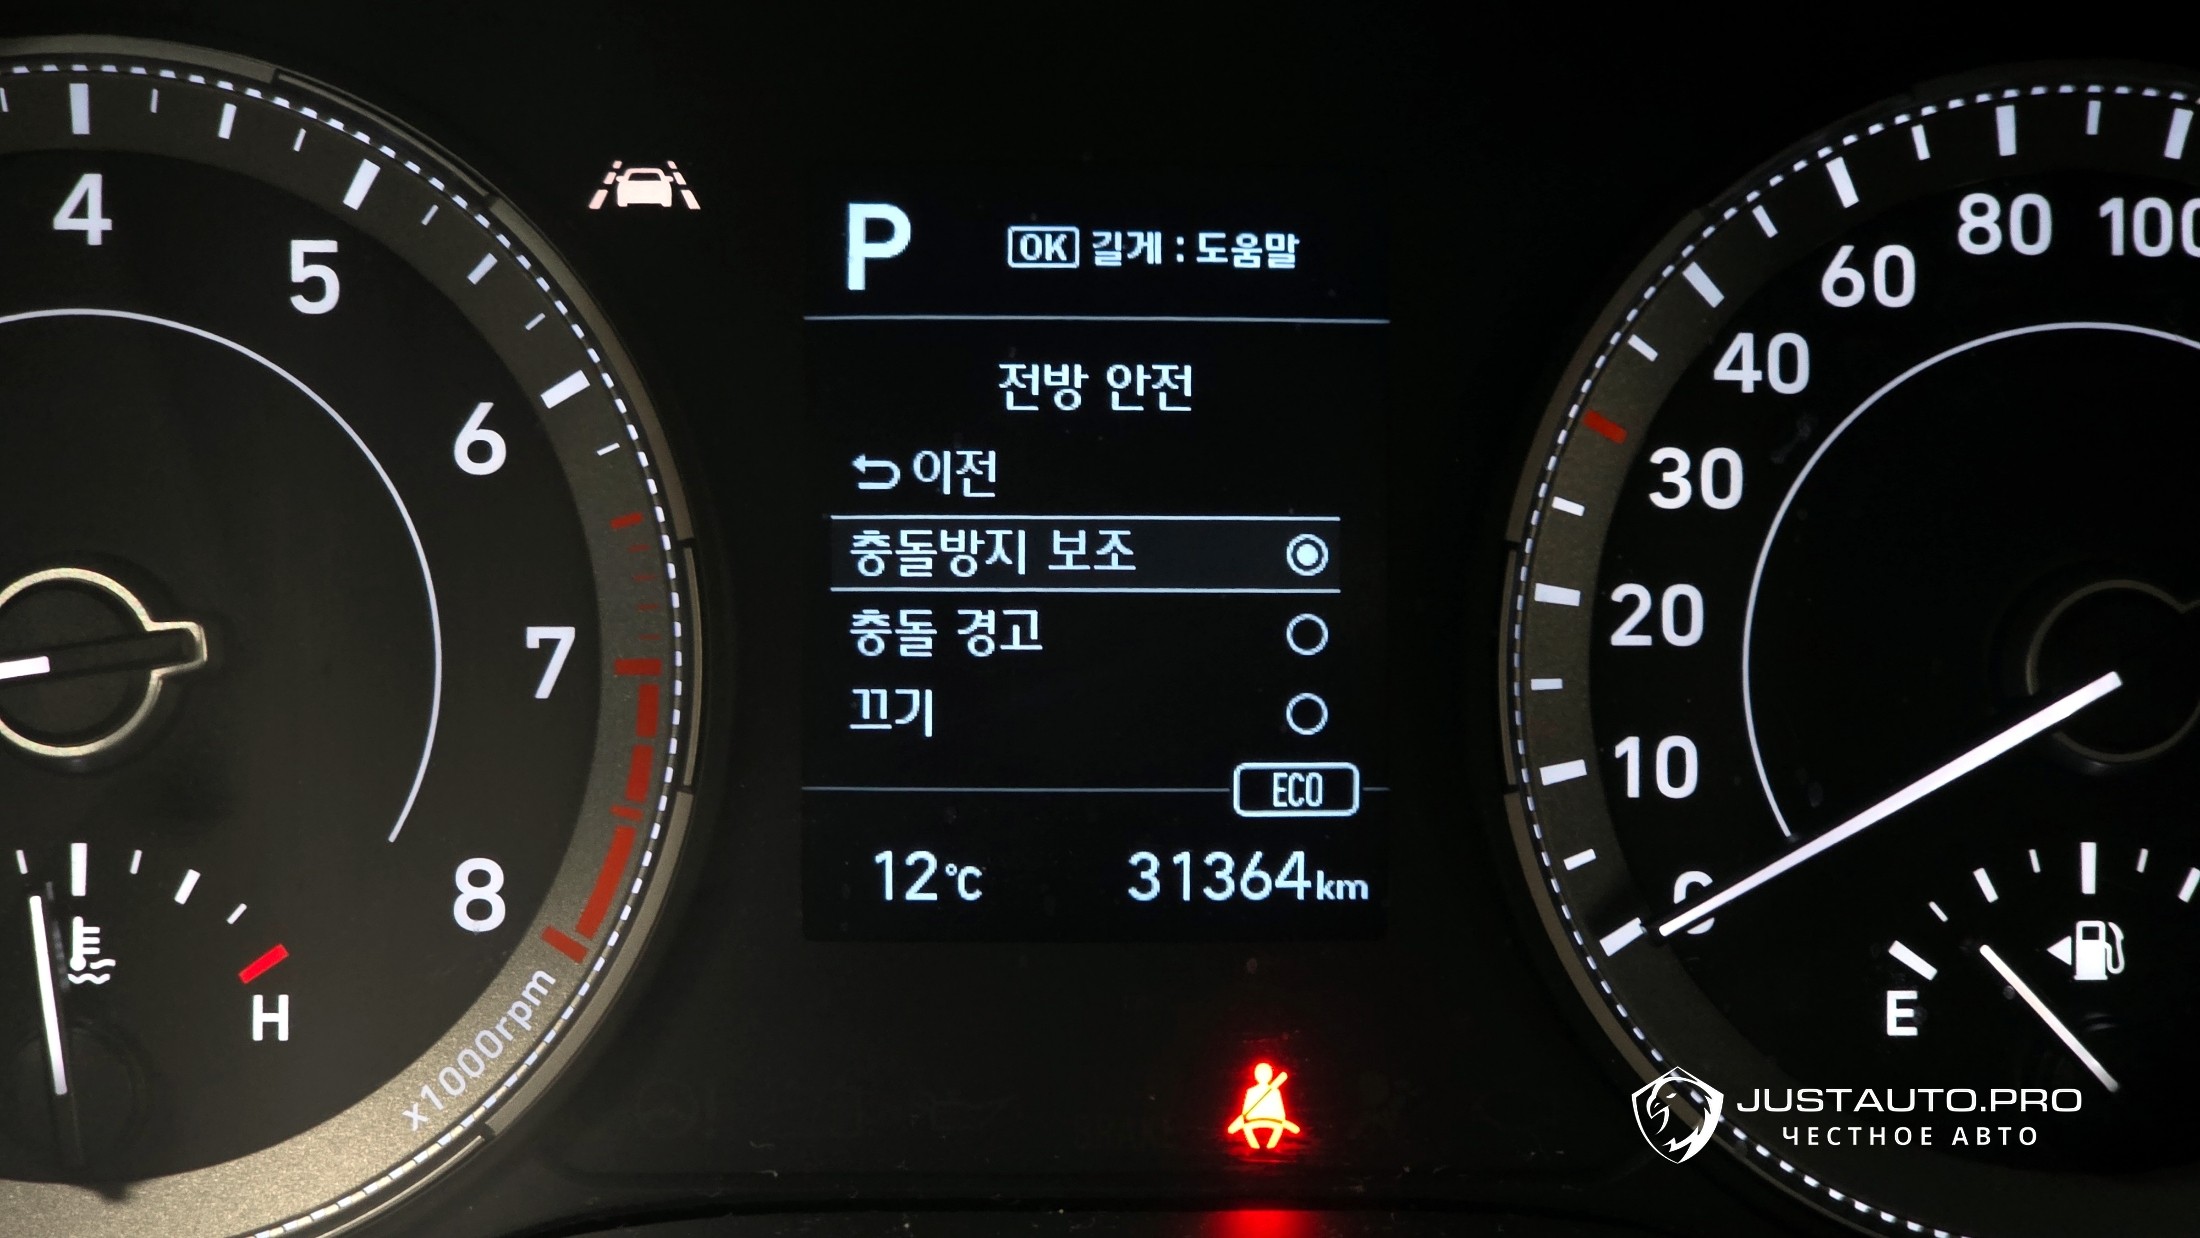 4
5
6
7
8
x1000rpm
H
P
OK 길게 : 도움말
전방 안전
이전
충돌방지 보조
충돌 경고
끄기
ECO
12°C
31364km
100
80
60
40
30
20
10
0
E
JUSTAUTO.PRO
ЧЕСТНОЕ АВТО